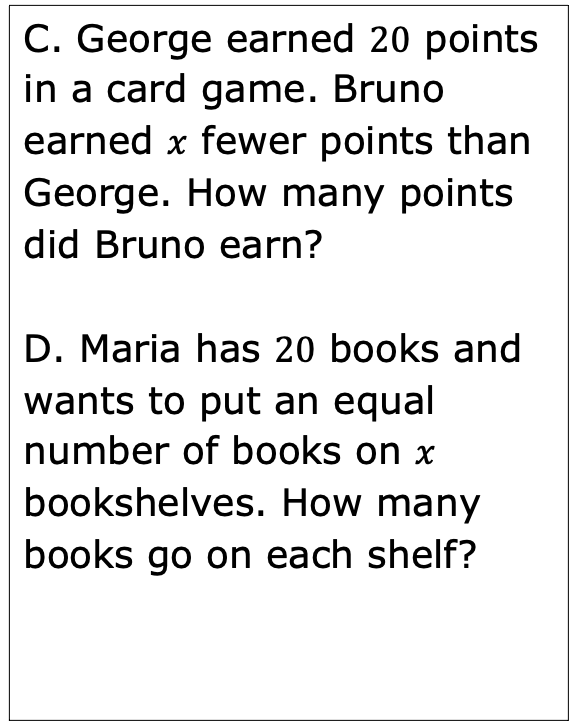 C. George earned 20 points
in a card game. Bruno
earned x fewer points than
George. How many points
did Bruno earn?
D. Maria has 20 books and
wants to put an equal
number of books on x
bookshelves. How many
books go on each shelf?